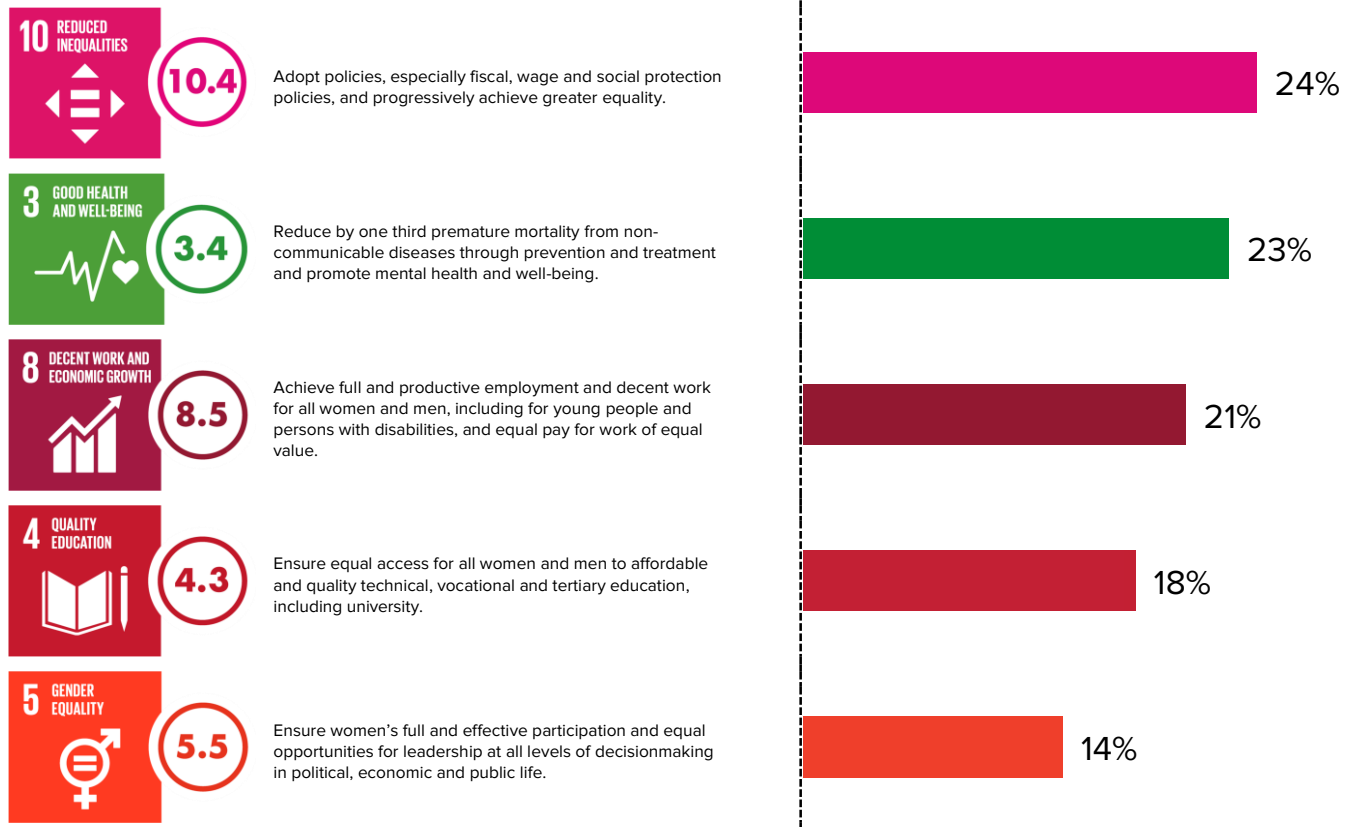 10 REDUCED
INEQUALITIES
10.4
Adopt policies, especially fiscal, wage and social protection
policies, and progressively achieve greater equality.
24%
3 GOOD HEALTH
AND WELL-BEING
3.4
Reduce by one third premature mortality from non-
communicable diseases through prevention and treatment
and promote mental health and well-being.
23%
8 DECENT WORK AND
ECONOMIC GROWTH
8.5
Achieve full and productive employment and decent work
for all women and men, including for young people and
persons with disabilities, and equal pay for work of equal
value.
21%
4 QUALITY
EDUCATION
4.3
Ensure equal access for all women and men to affordable
and quality technical, vocational and tertiary education,
including university.
18%
5 GENDER
EQUALITY
5.5
Ensure women’s full and effective participation and equal
opportunities for leadership at all levels of decisionmaking
in political, economic and public life.
14%